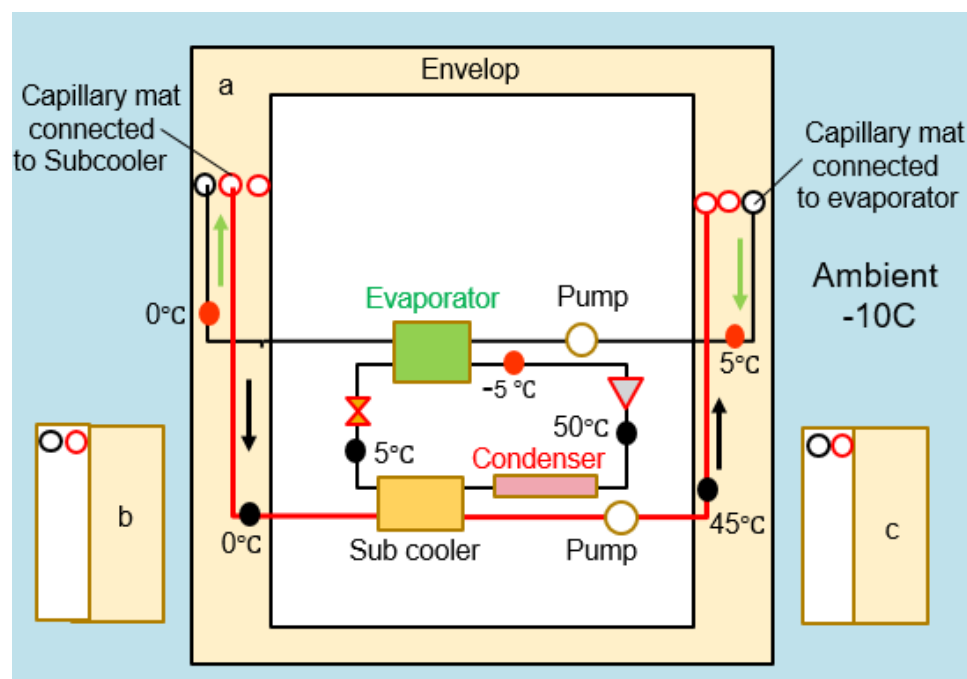 Envelop
a
Capillary mat
connected
to Subcooler
Capillary mat
connected
to evaporator
Ambient
-10C
Evaporator
Pump
0℃
5℃
-5 ℃
50℃
5℃
Condenser
45℃
0℃
Sub cooler
Pump
b
c